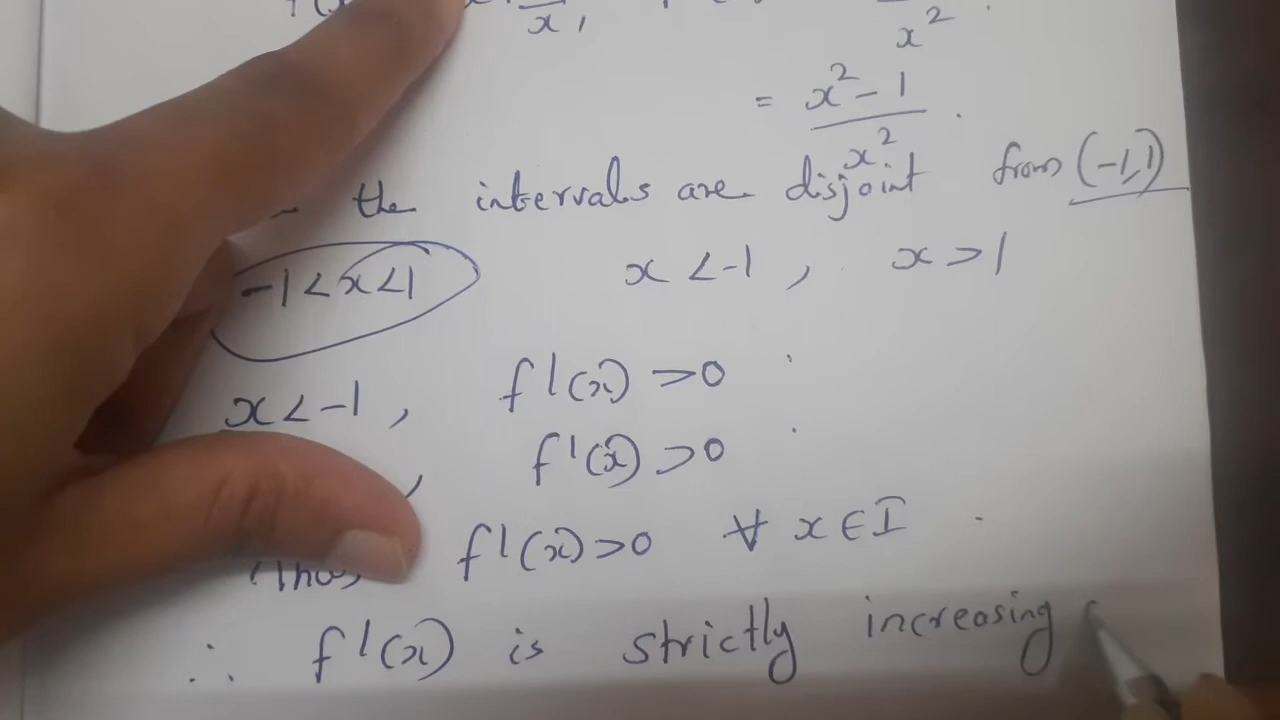 x² .
= x² - 1 / x² .
the intervals are disjoint from (-1,1)
-1<x<1 x<-1 , x>1
x<-1 , f'(x) >0
, f'(x) >0
Thus f'(x)>0 ∀ x∈I .
∴ f'(x) is strictly increasing